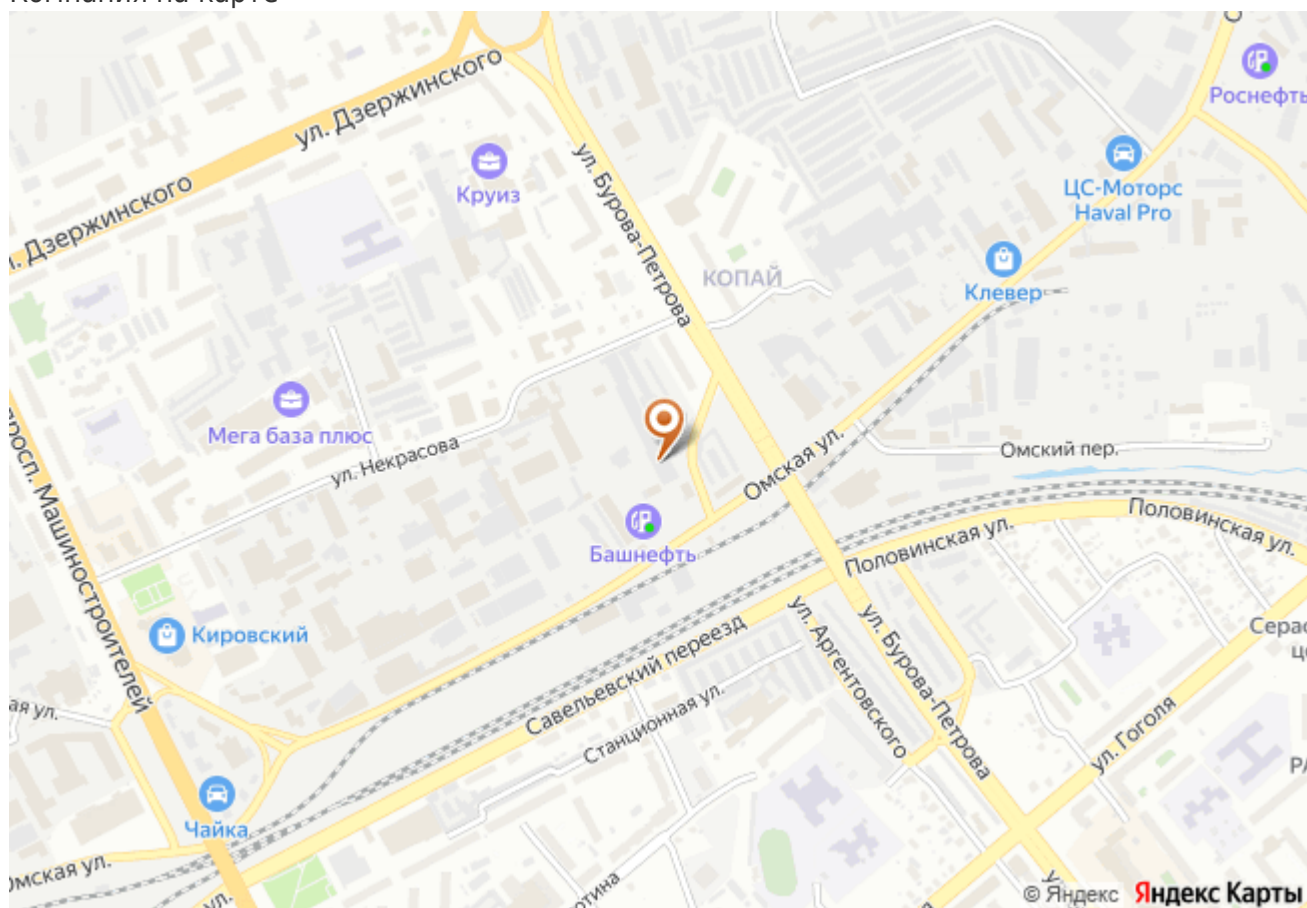 Компания на карте
ул. Дзержинского
Роснефть
Круиз
ул. Бурова-Петрова
ЦС-Моторс
Haval Pro
л. Дзержинского
КОПАЙ
Клевер
Мега база плюс
ул. Некрасова
Омская ул.
Омский пер.
просп. Машиностроителей
Башнефть
Половинская ул.
Половинская ул.
Кировский
ул. Аргентовского
ул. Бурова-Петрова
Савельевский переезд
Станционная ул.
ул. Гоголя
ая ул.
Чайка
Омская ул.
ул.
© Яндекс Яндекс Карты